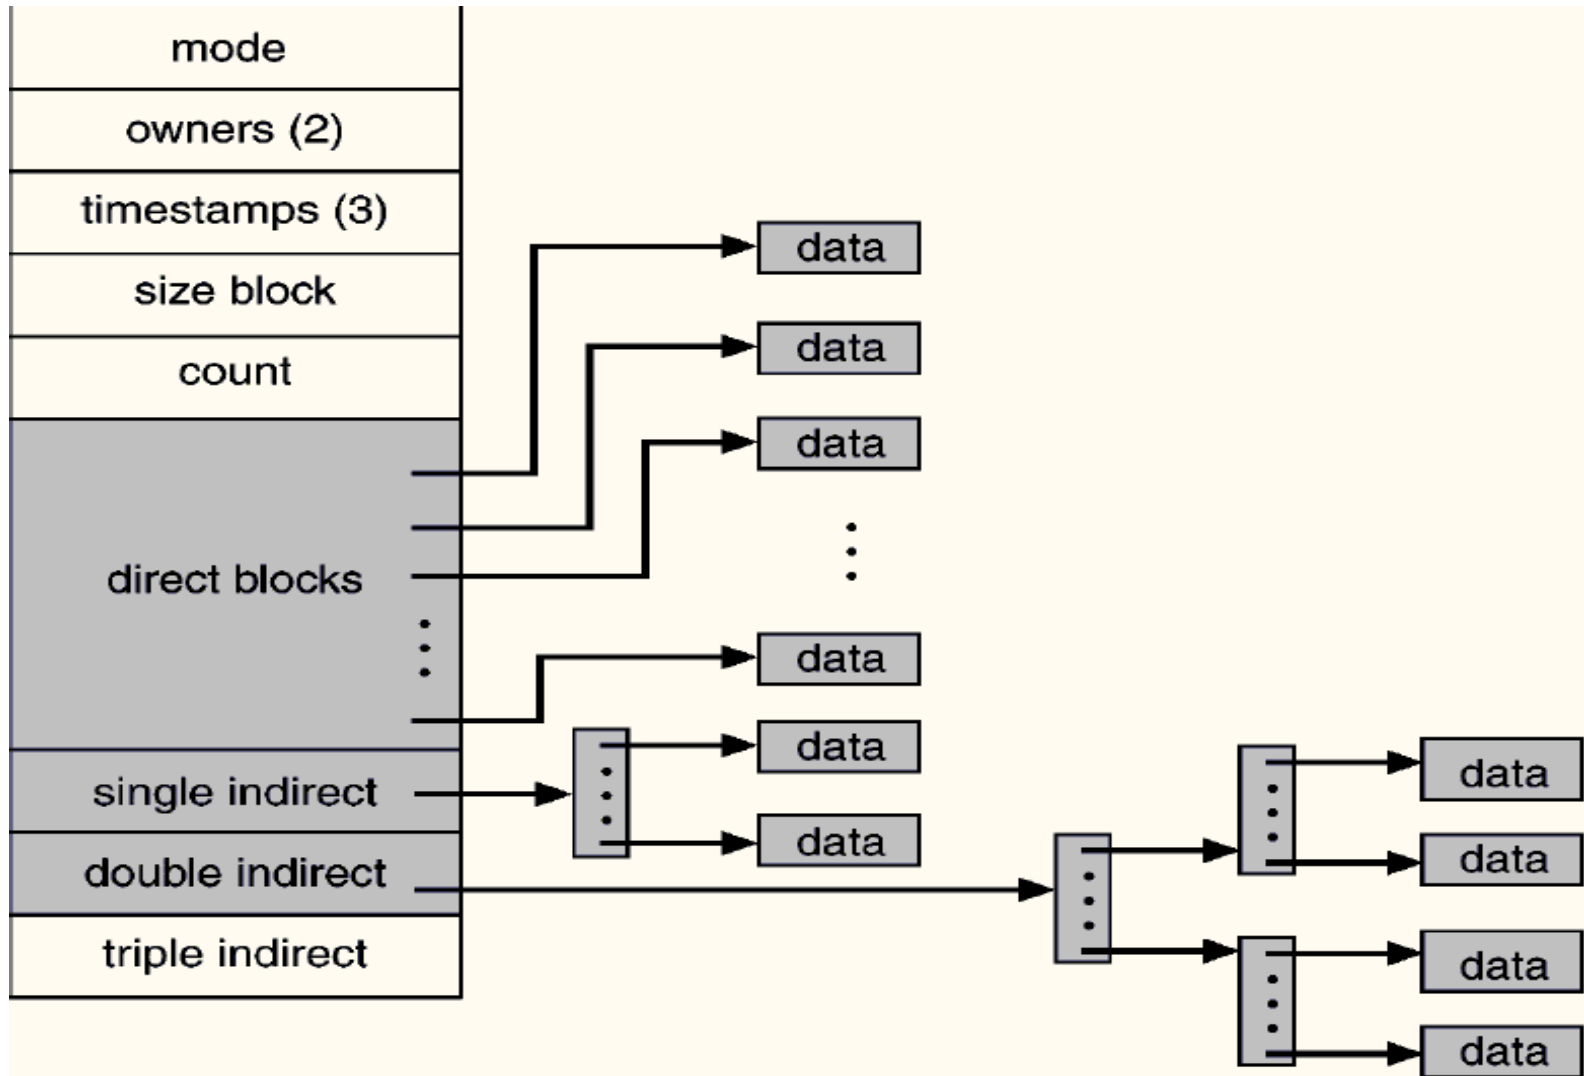 mode
owners (2)
timestamps (3)
size block
count
direct blocks
single indirect
double indirect
triple indirect
data
data
data
data
data
data
data
data
data
data